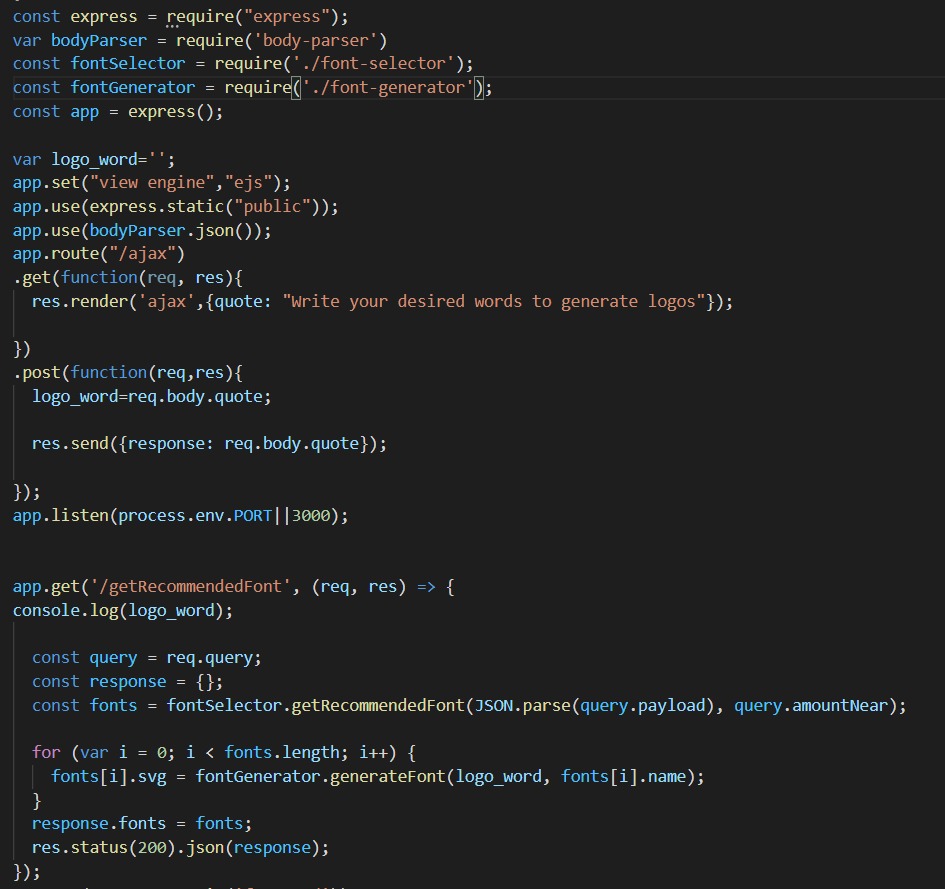 const express = require("express");
var bodyParser = require('body-parser')
const fontSelector = require('./font-selector');
const fontGenerator = require('./font-generator');
const app = express();
var logo_word='';
app.set("view engine","ejs");
app.use(express.static("public"));
app.use(bodyParser.json());
app.route("/ajax")
.get(function(req, res){
res.render('ajax',{quote: "Write your desired words to generate logos"});
})
.post(function(req,res){
logo_word=req.body.quote;
res.send({response: req.body.quote});
});
app.listen(process.env.PORT||3000);
app.get('/getRecommendedFont', (req, res) => {
console.log(logo_word);
const query = req.query;
const response = {};
const fonts = fontSelector.getRecommendedFont(JSON.parse(query.payload), query.amountNear);
for (var i = 0; i < fonts.length; i++) {
fonts[i].svg = fontGenerator.generateFont(logo_word, fonts[i].name);
}
response.fonts = fonts;
res.status(200).json(response);
});